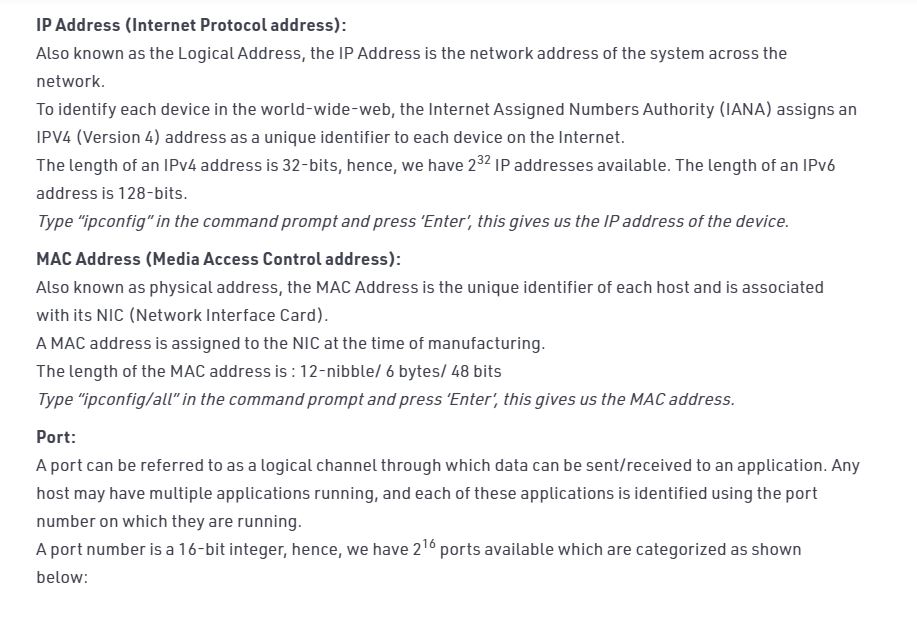 IP Address (Internet Protocol address):
Also known as the Logical Address, the IP Address is the network address of the system across the
network.
To identify each device in the world-wide-web, the Internet Assigned Numbers Authority (IANA) assigns an
IPV4 (Version 4) address as a unique identifier to each device on the Internet.
The length of an IPv4 address is 32-bits, hence, we have 2³² IP addresses available. The length of an IPv6
address is 128-bits.
Type “ipconfig” in the command prompt and press ‘Enter’, this gives us the IP address of the device.
MAC Address (Media Access Control address):
Also known as physical address, the MAC Address is the unique identifier of each host and is associated
with its NIC (Network Interface Card).
A MAC address is assigned to the NIC at the time of manufacturing.
The length of the MAC address is : 12-nibble/ 6 bytes/ 48 bits
Type “ipconfig/all” in the command prompt and press ‘Enter’, this gives us the MAC address.
Port:
A port can be referred to as a logical channel through which data can be sent/received to an application. Any
host may have multiple applications running, and each of these applications is identified using the port
number on which they are running.
A port number is a 16-bit integer, hence, we have 2¹⁶ ports available which are categorized as shown
below: